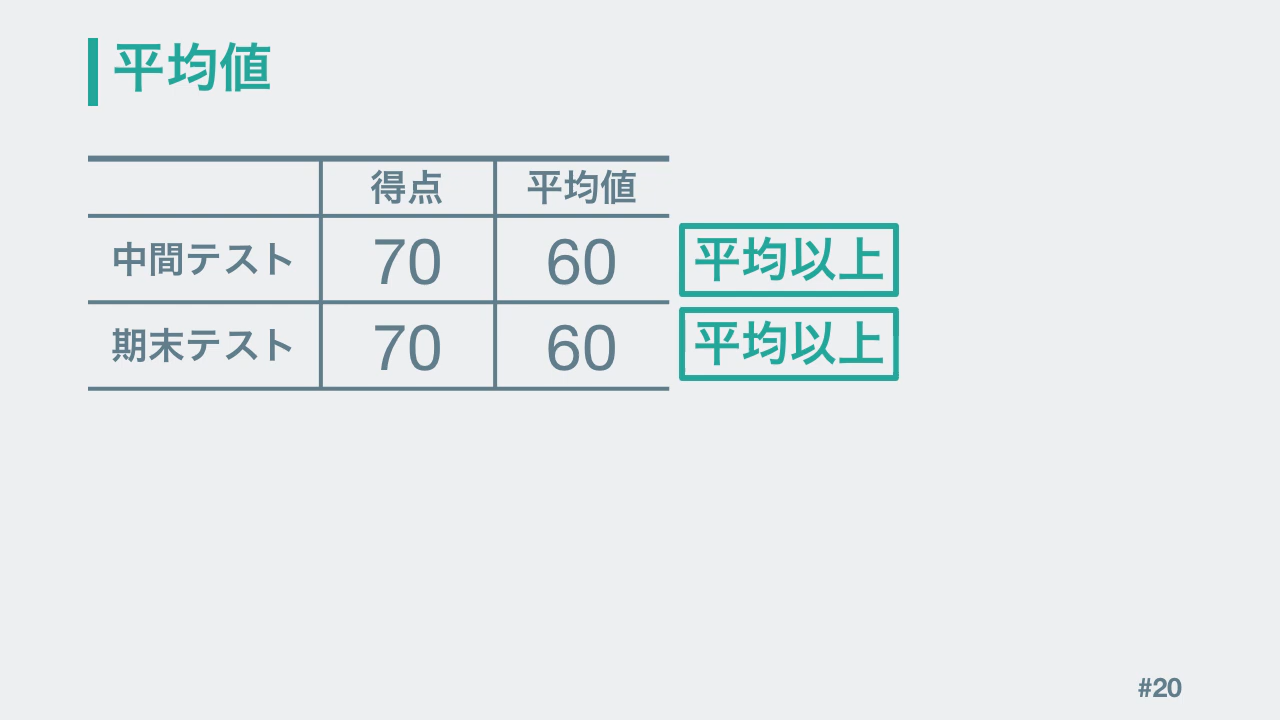 平均値
得点 平均値
中間テスト 70 60 平均以上
期末テスト 70 60 平均以上
#20